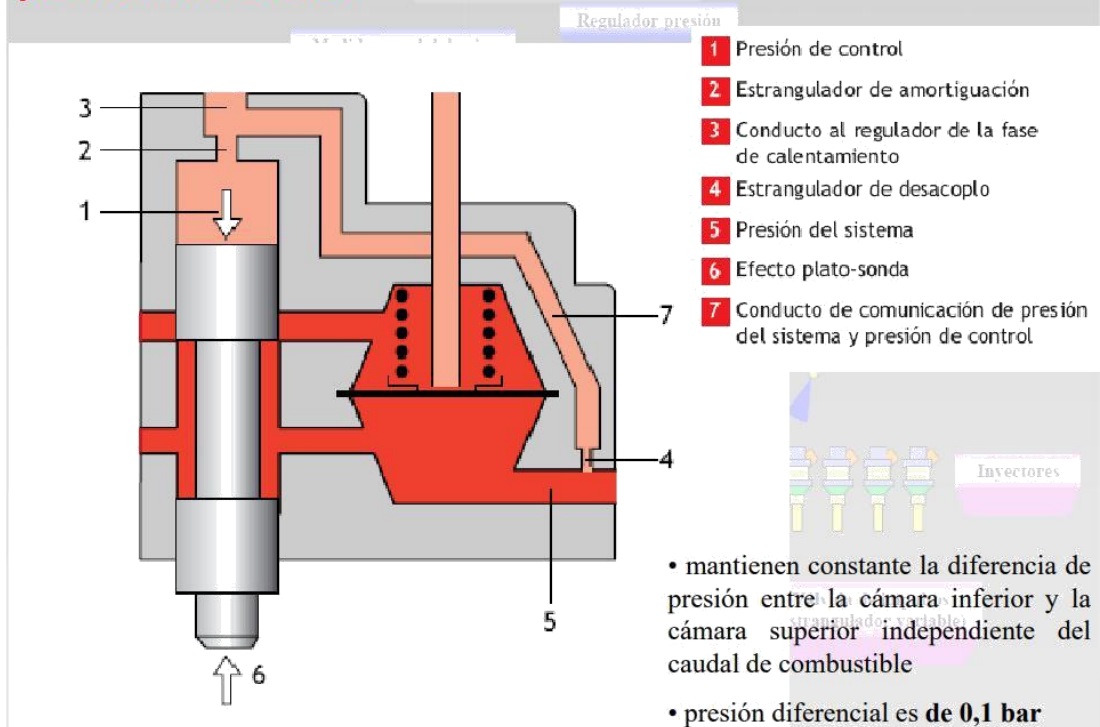 Regulador presión
1 Presión de control
2 Estrangulador de amortiguación
3 Conducto al regulador de la fase
de calentamiento
4 Estrangulador de desacoplo
5 Presión del sistema
6 Efecto plato-sonda
7 Conducto de comunicación de presión
del sistema y presión de control
3
2
1
7
4
5
6
Inyectores
• mantienen constante la diferencia de
presión entre la cámara inferior y la
cámara superior independiente del
caudal de combustible
• presión diferencial es de 0,1 bar